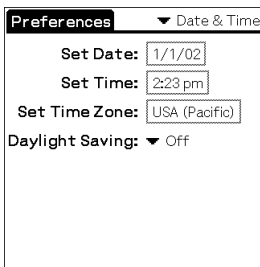 Preferences Date & Time
Set Date: 1/1/02
Set Time: 2:23 pm
Set Time Zone: USA (Pacific)
Daylight Saving: Off